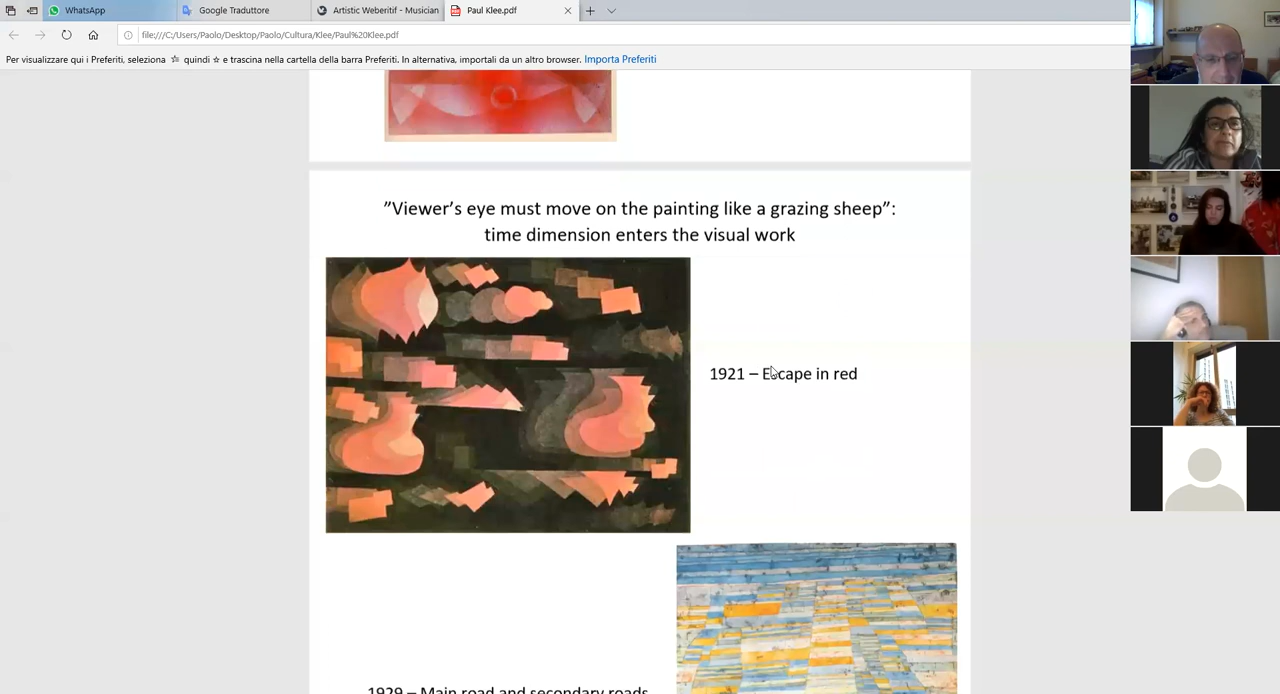 WhatsApp
Google Traduttore
Artistic Weberitif - Musician
Paul Klee.pdf
file:///C:/Users/Paolo/Desktop/Paolo/Cultura/Klee/Paul%20Klee.pdf
Per visualizzare qui i Preferiti, seleziona quindi e trascina nella cartella della barra Preferiti. In alternativa, importali da un altro browser. Importa Preferiti
”Viewer’s eye must move on the painting like a grazing sheep”:
time dimension enters the visual work
1921 – Escape in red
1929 – Main road and secondary roads